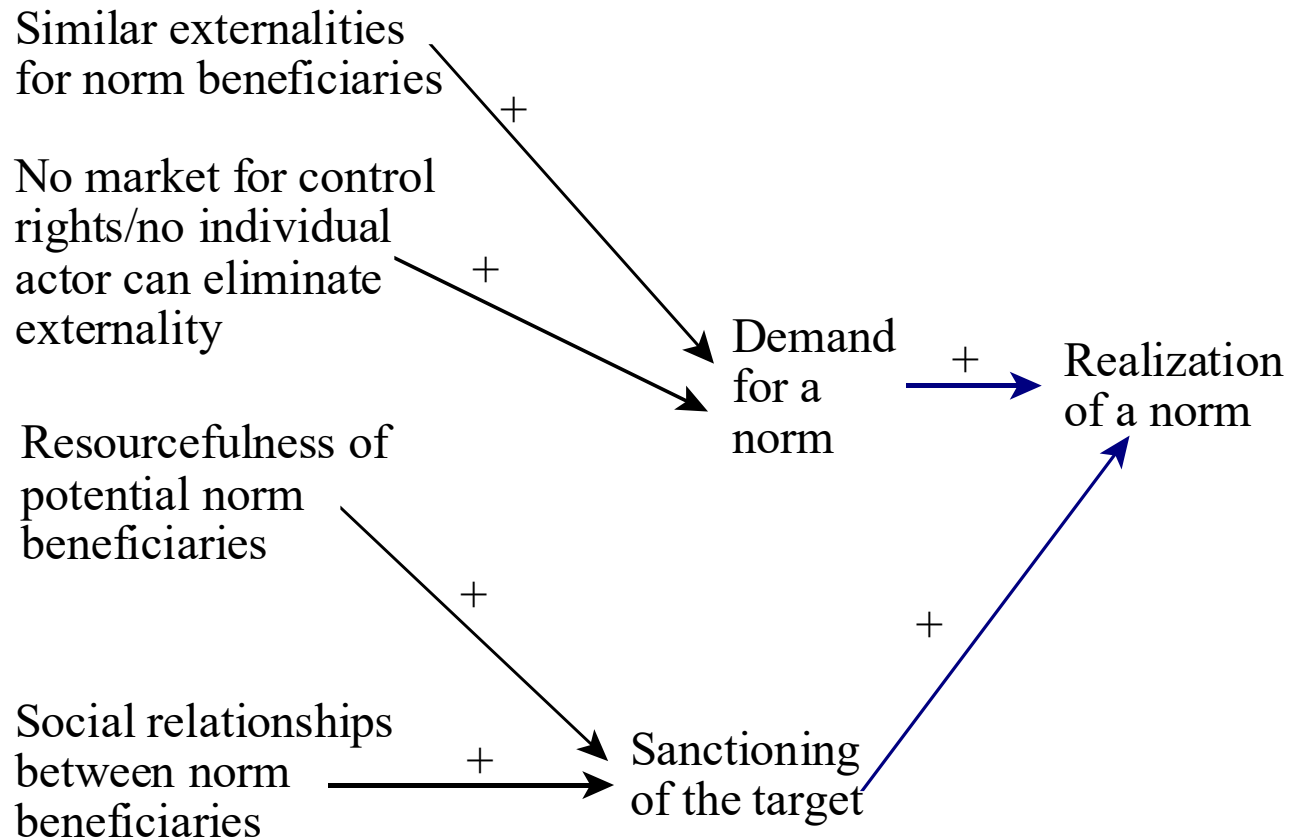 Similar externalities
for norm beneficiaries
+
No market for control
rights/no individual
actor can eliminate
externality
+
Demand
for a
norm
+
Realization
of a norm
Resourcefulness of
potential norm
beneficiaries
+
+
Social relationships
between norm
beneficiaries
+
Sanctioning
of the target